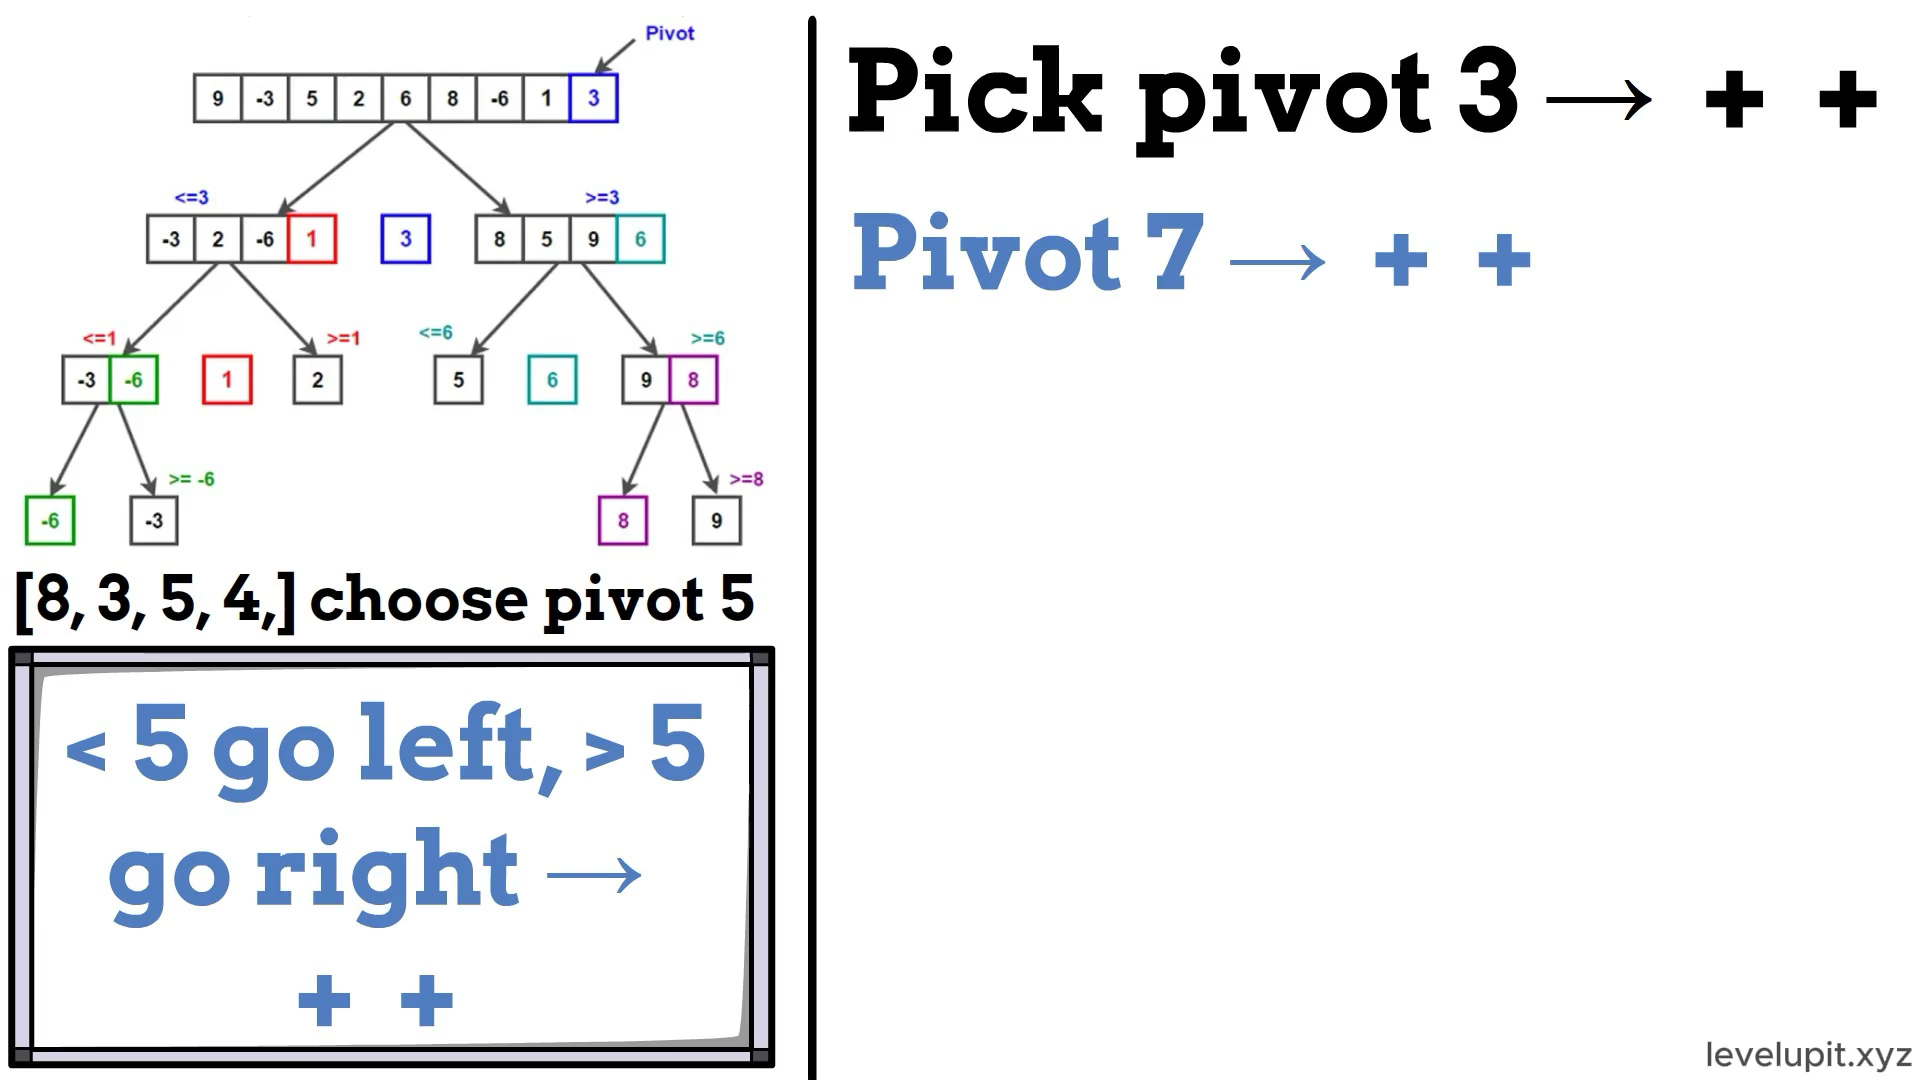 Pivot
9 -3 5 2 6 8 -6 1 3
<=3 >=3
-3 2 -6 1 3 8 5 9 6
<=1 >=1 <=6 >=6
-3 -6 1 2 5 6 9 8
>= -6 >=8
-6 -3 8 9
[8, 3, 5, 4,] choose pivot 5
< 5 go left, > 5
go right →
+ +
Pick pivot 3 → + +
Pivot 7 → + +
levelupit.xyz